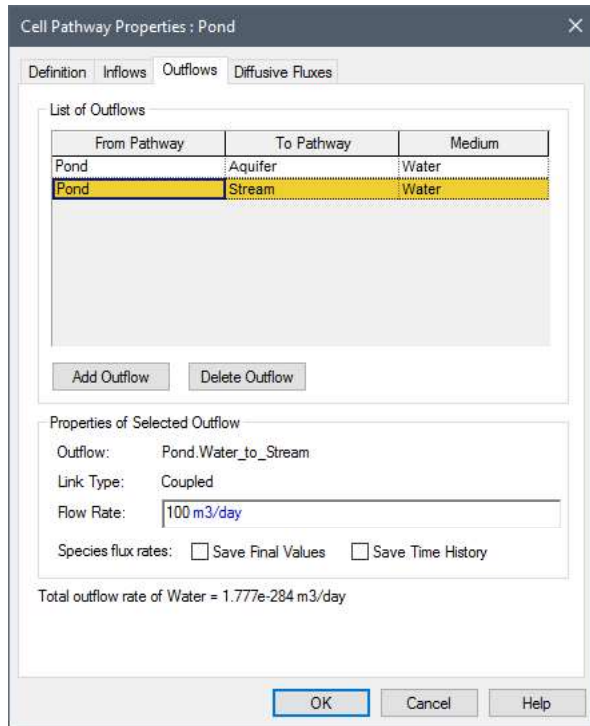 Cell Pathway Properties : Pond
Definition Inflows Outflows Diffusive Fluxes
List of Outflows
From Pathway To Pathway Medium
Pond Aquifer Water
Pond Stream Water
Add Outflow Delete Outflow
Properties of Selected Outflow
Outflow: Pond.Water_to_Stream
Link Type: Coupled
Flow Rate: 100 m3/day
Species flux rates: Save Final Values Save Time History
Total outflow rate of Water = 1.777e-284 m3/day
OK Cancel Help